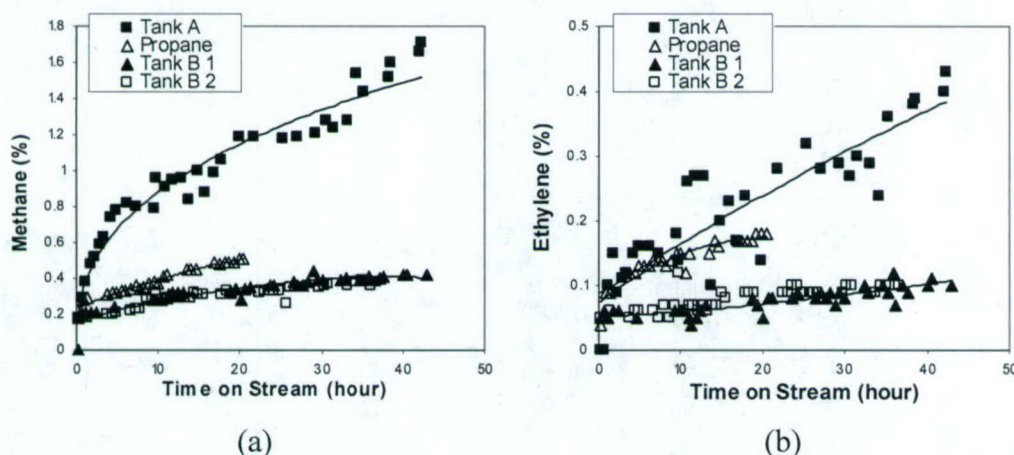 1.8
1.6
1.4
1.2
1
0.8
0.6
0.4
0.2
0
Methane (%)
Tank A
Propane
Tank B 1
Tank B 2
0 10 20 30 40 50
Time on Stream (hour)
(a)
0.5
0.4
0.3
0.2
0.1
0
Ethylene (%)
Tank A
Propane
Tank B 1
Tank B 2
0 10 20 30 40 50
Time on Stream (hour)
(b)